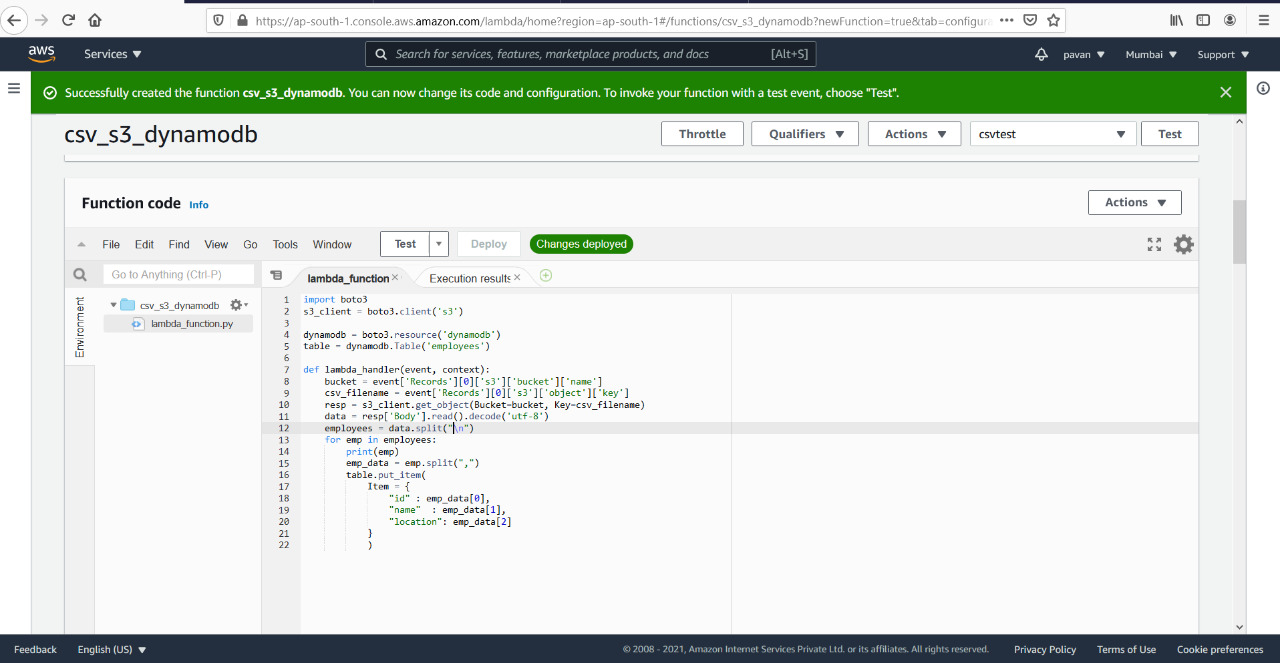 https://ap-south-1.console.aws.amazon.com/lambda/home?region=ap-south-1#/functions/csv_s3_dynamodb?newFunction=true&tab=configura
aws Services ▼ Search for services, features, marketplace products, and docs [Alt+S] pavan ▼ Mumbai ▼ Support ▼
Successfully created the function csv_s3_dynamodb. You can now change its code and configuration. To invoke your function with a test event, choose "Test".
csv_s3_dynamodb Throttle Qualifiers ▼ Actions ▼ csvtest ▼ Test
Function code Info Actions ▼
File Edit Find View Go Tools Window Test Deploy Changes deployed
Go to Anything (Ctrl-P) lambda_function × Execution results ×
Environment
csv_s3_dynamodb
lambda_function.py
1 import boto3
2 s3_client = boto3.client('s3')
3
4 dynamodb = boto3.resource('dynamodb')
5 table = dynamodb.Table('employees')
6
7 def lambda_handler(event, context):
8 bucket = event['Records'][0]['s3']['bucket']['name']
9 csv_filename = event['Records'][0]['s3']['object']['key']
10 resp = s3_client.get_object(Bucket=bucket, Key=csv_filename)
11 data = resp['Body'].read().decode('utf-8')
12 employees = data.split("\n")
13 for emp in employees:
14 print(emp)
15 emp_data = emp.split(",")
16 table.put_item(
17 Item = {
18 "id" : emp_data[0],
19 "name" : emp_data[1],
20 "location": emp_data[2]
21 }
22 )
Feedback English (US) ▼ © 2008 - 2021, Amazon Internet Services Private Ltd. or its affiliates. All rights reserved. Privacy Policy Terms of Use Cookie preferences